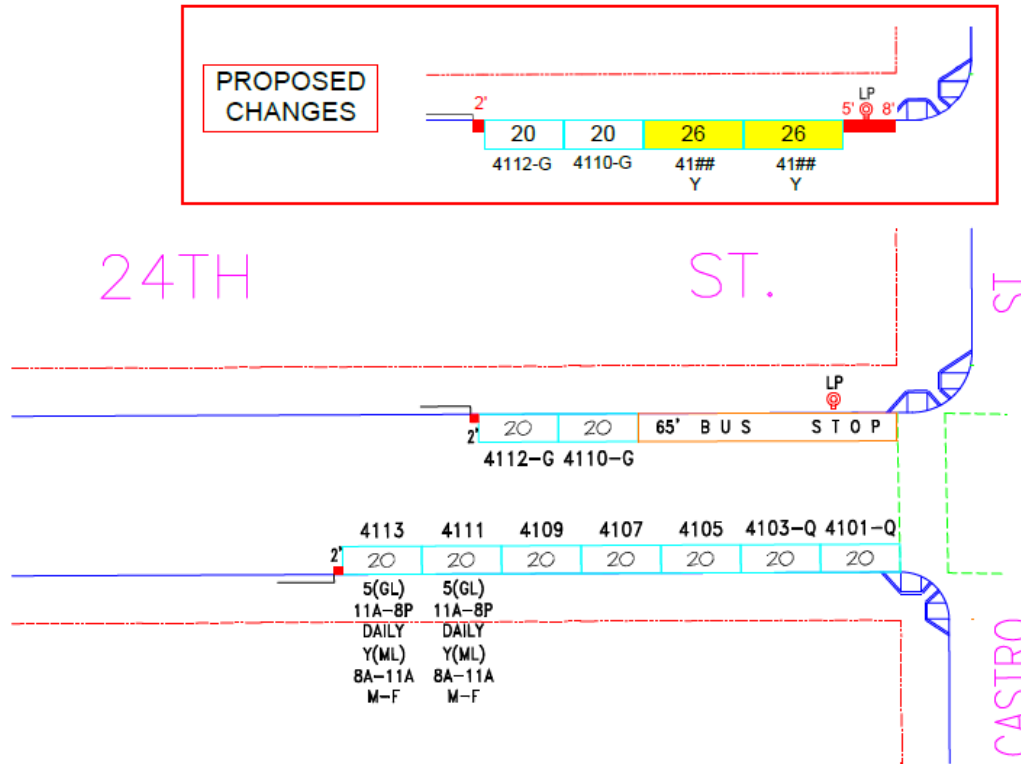 PROPOSED
CHANGES
2'
LP
5' 8'
20 20 26 26
4112-G 4110-G 41## 41##
Y Y
24TH ST.
ST
LP
2' 20 20 65' BUS STOP
4112-G 4110-G
4113 4111 4109 4107 4105 4103-Q 4101-Q
2' 20 20 20 20 20 20 20
5(GL) 5(GL)
11A-8P 11A-8P
DAILY DAILY
Y(ML) Y(ML)
8A-11A 8A-11A
M-F M-F
CASTRO